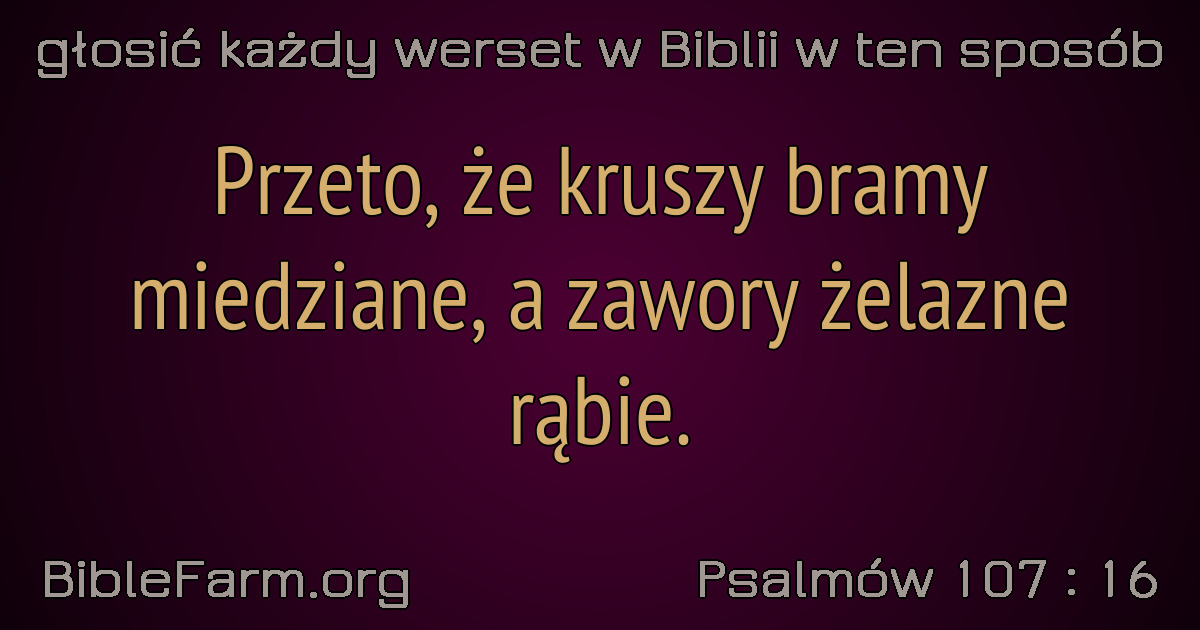 głosić każdy werset w Biblii w ten sposób
Przeto, że kruszy bramy
miedziane, a zawory żelazne
rąbie.
BibleFarm.org
Psalmów 107 : 16